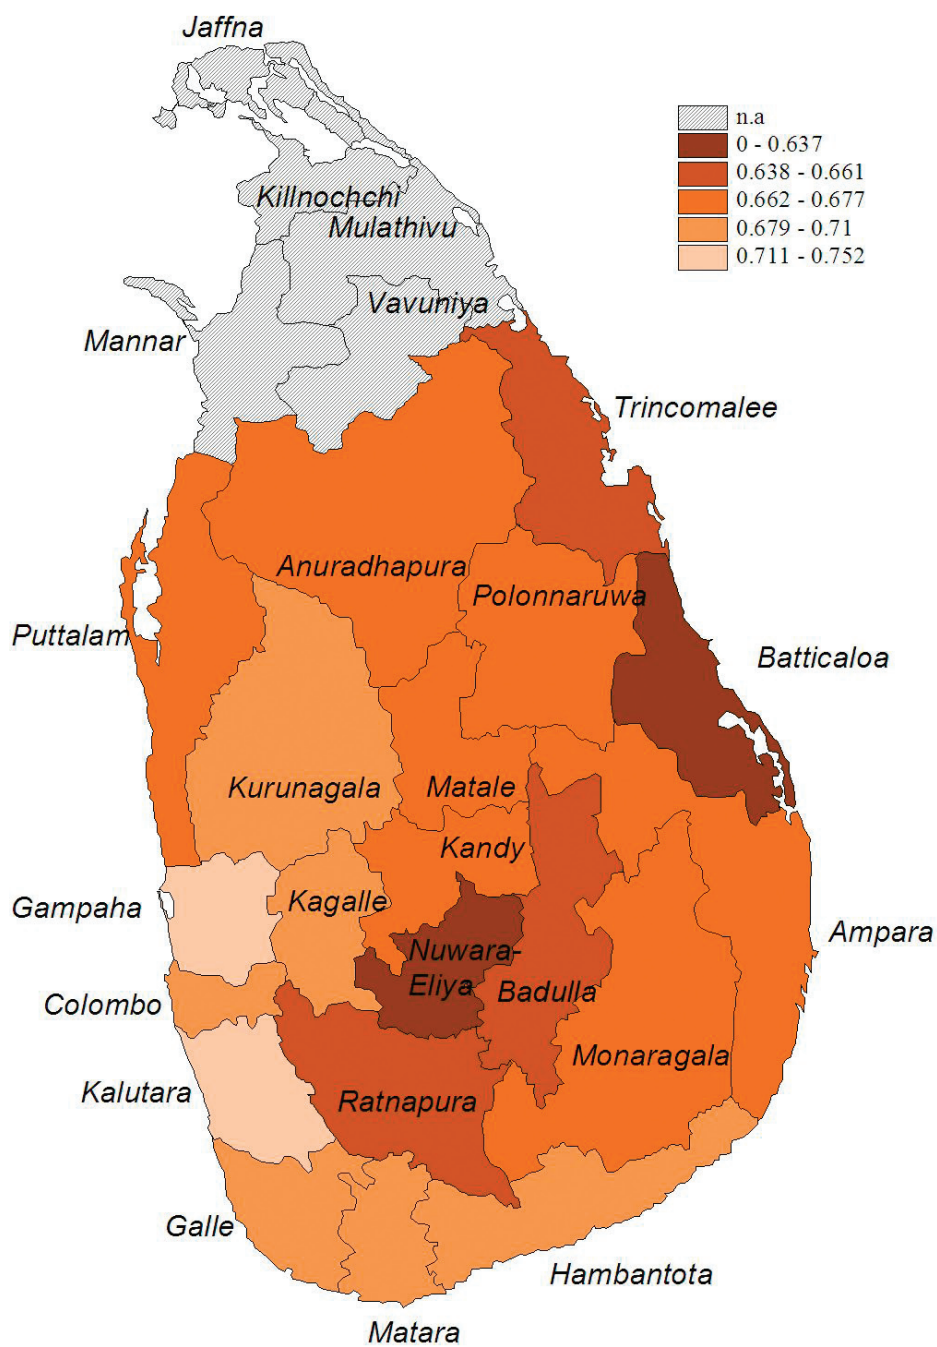 Jaffna
n.a
0 - 0.637
0.638 - 0.661
0.662 - 0.677
0.679 - 0.71
0.711 - 0.752
Killnochchi
Mulathivu
Vavuniya
Mannar
Trincomalee
Anuradhapura
Polonnaruwa
Puttalam
Batticaloa
Kurunagala
Matale
Kandy
Kagalle
Gampaha
Ampara
Nuwara-
Eliya
Badulla
Colombo
Monaragala
Kalutara
Ratnapura
Galle
Hambantota
Matara